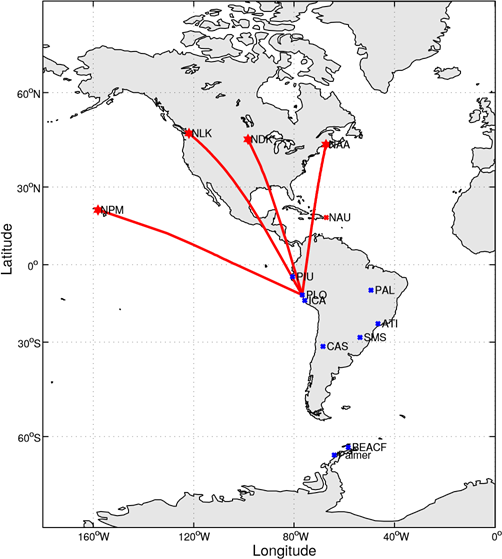 60°N
NLK
NDK
NAA
30°N
NPM
NAU
Latitude
0°
PIU
PLO
ICA
PAL
ATI
SMS
CAS
30°S
60°S
BEACF
Palmer
160°W
120°W
80°W
40°W
0°
Longitude